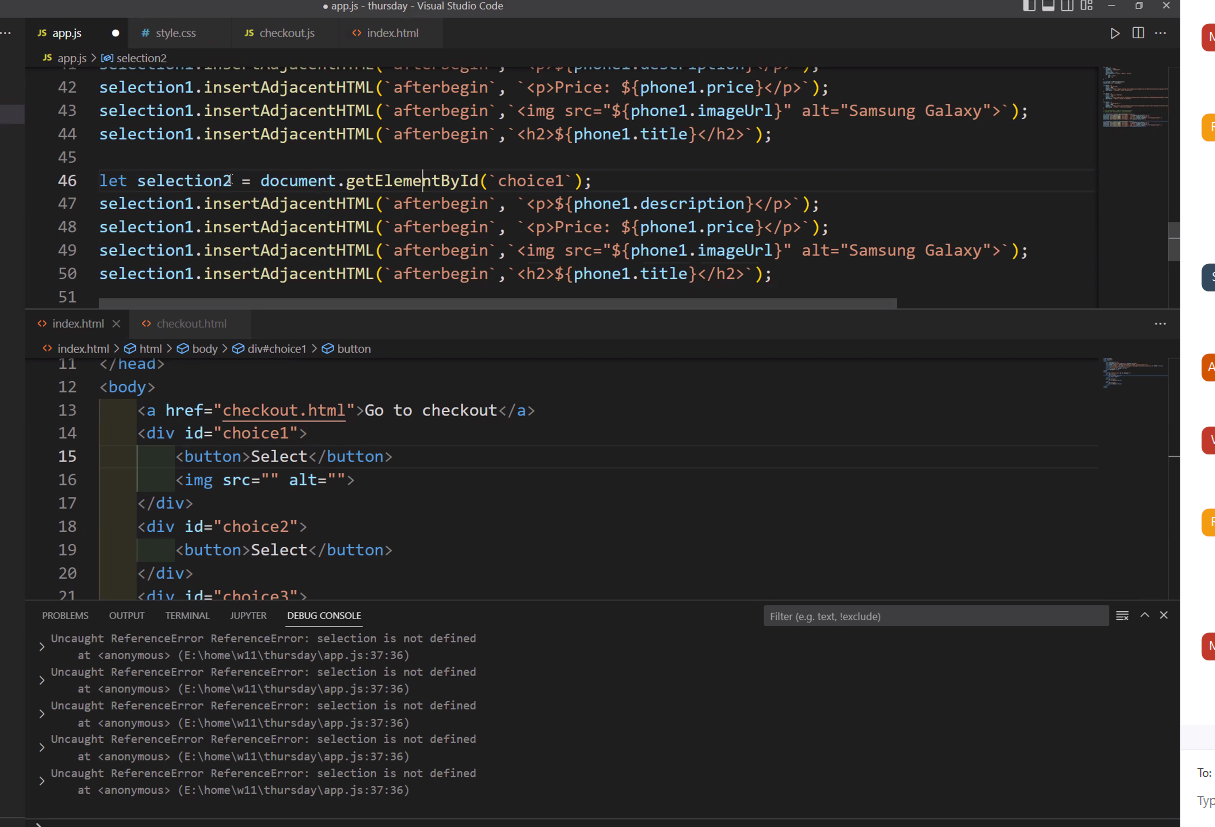 ● app.js - thursday - Visual Studio Code
JS app.js ● # style.css JS checkout.js <> index.html
JS app.js > selection2
41 selection1.insertAdjacentHTML(`afterbegin`, `<p>${phone1.description}</p>`);
42 selection1.insertAdjacentHTML(`afterbegin`, `<p>Price: ${phone1.price}</p>`);
43 selection1.insertAdjacentHTML(`afterbegin`,`<img src="${phone1.imageUrl}" alt="Samsung Galaxy">`);
44 selection1.insertAdjacentHTML(`afterbegin`,`<h2>${phone1.title}</h2>`);
45
46 let selection2 = document.getElementById(`choice1`);
47 selection1.insertAdjacentHTML(`afterbegin`, `<p>${phone1.description}</p>`);
48 selection1.insertAdjacentHTML(`afterbegin`, `<p>Price: ${phone1.price}</p>`);
49 selection1.insertAdjacentHTML(`afterbegin`,`<img src="${phone1.imageUrl}" alt="Samsung Galaxy">`);
50 selection1.insertAdjacentHTML(`afterbegin`,`<h2>${phone1.title}</h2>`);
51
<> index.html <> checkout.html
<> index.html > html > body > div#choice1 > button
11 </head>
12 <body>
13 <a href="checkout.html">Go to checkout</a>
14 <div id="choice1">
15 <button>Select</button>
16 <img src="" alt="">
17 </div>
18 <div id="choice2">
19 <button>Select</button>
20 </div>
21 <div id="choice3">
PROBLEMS OUTPUT TERMINAL JUPYTER DEBUG CONSOLE Filter (e.g. text, !exclude)
> Uncaught ReferenceError ReferenceError: selection is not defined
at <anonymous> (E:\home\w11\thursday\app.js:37:36)
> Uncaught ReferenceError ReferenceError: selection is not defined
at <anonymous> (E:\home\w11\thursday\app.js:37:36)
> Uncaught ReferenceError ReferenceError: selection is not defined
at <anonymous> (E:\home\w11\thursday\app.js:37:36)
> Uncaught ReferenceError ReferenceError: selection is not defined
at <anonymous> (E:\home\w11\thursday\app.js:37:36)
> Uncaught ReferenceError ReferenceError: selection is not defined
at <anonymous> (E:\home\w11\thursday\app.js:37:36)
To: